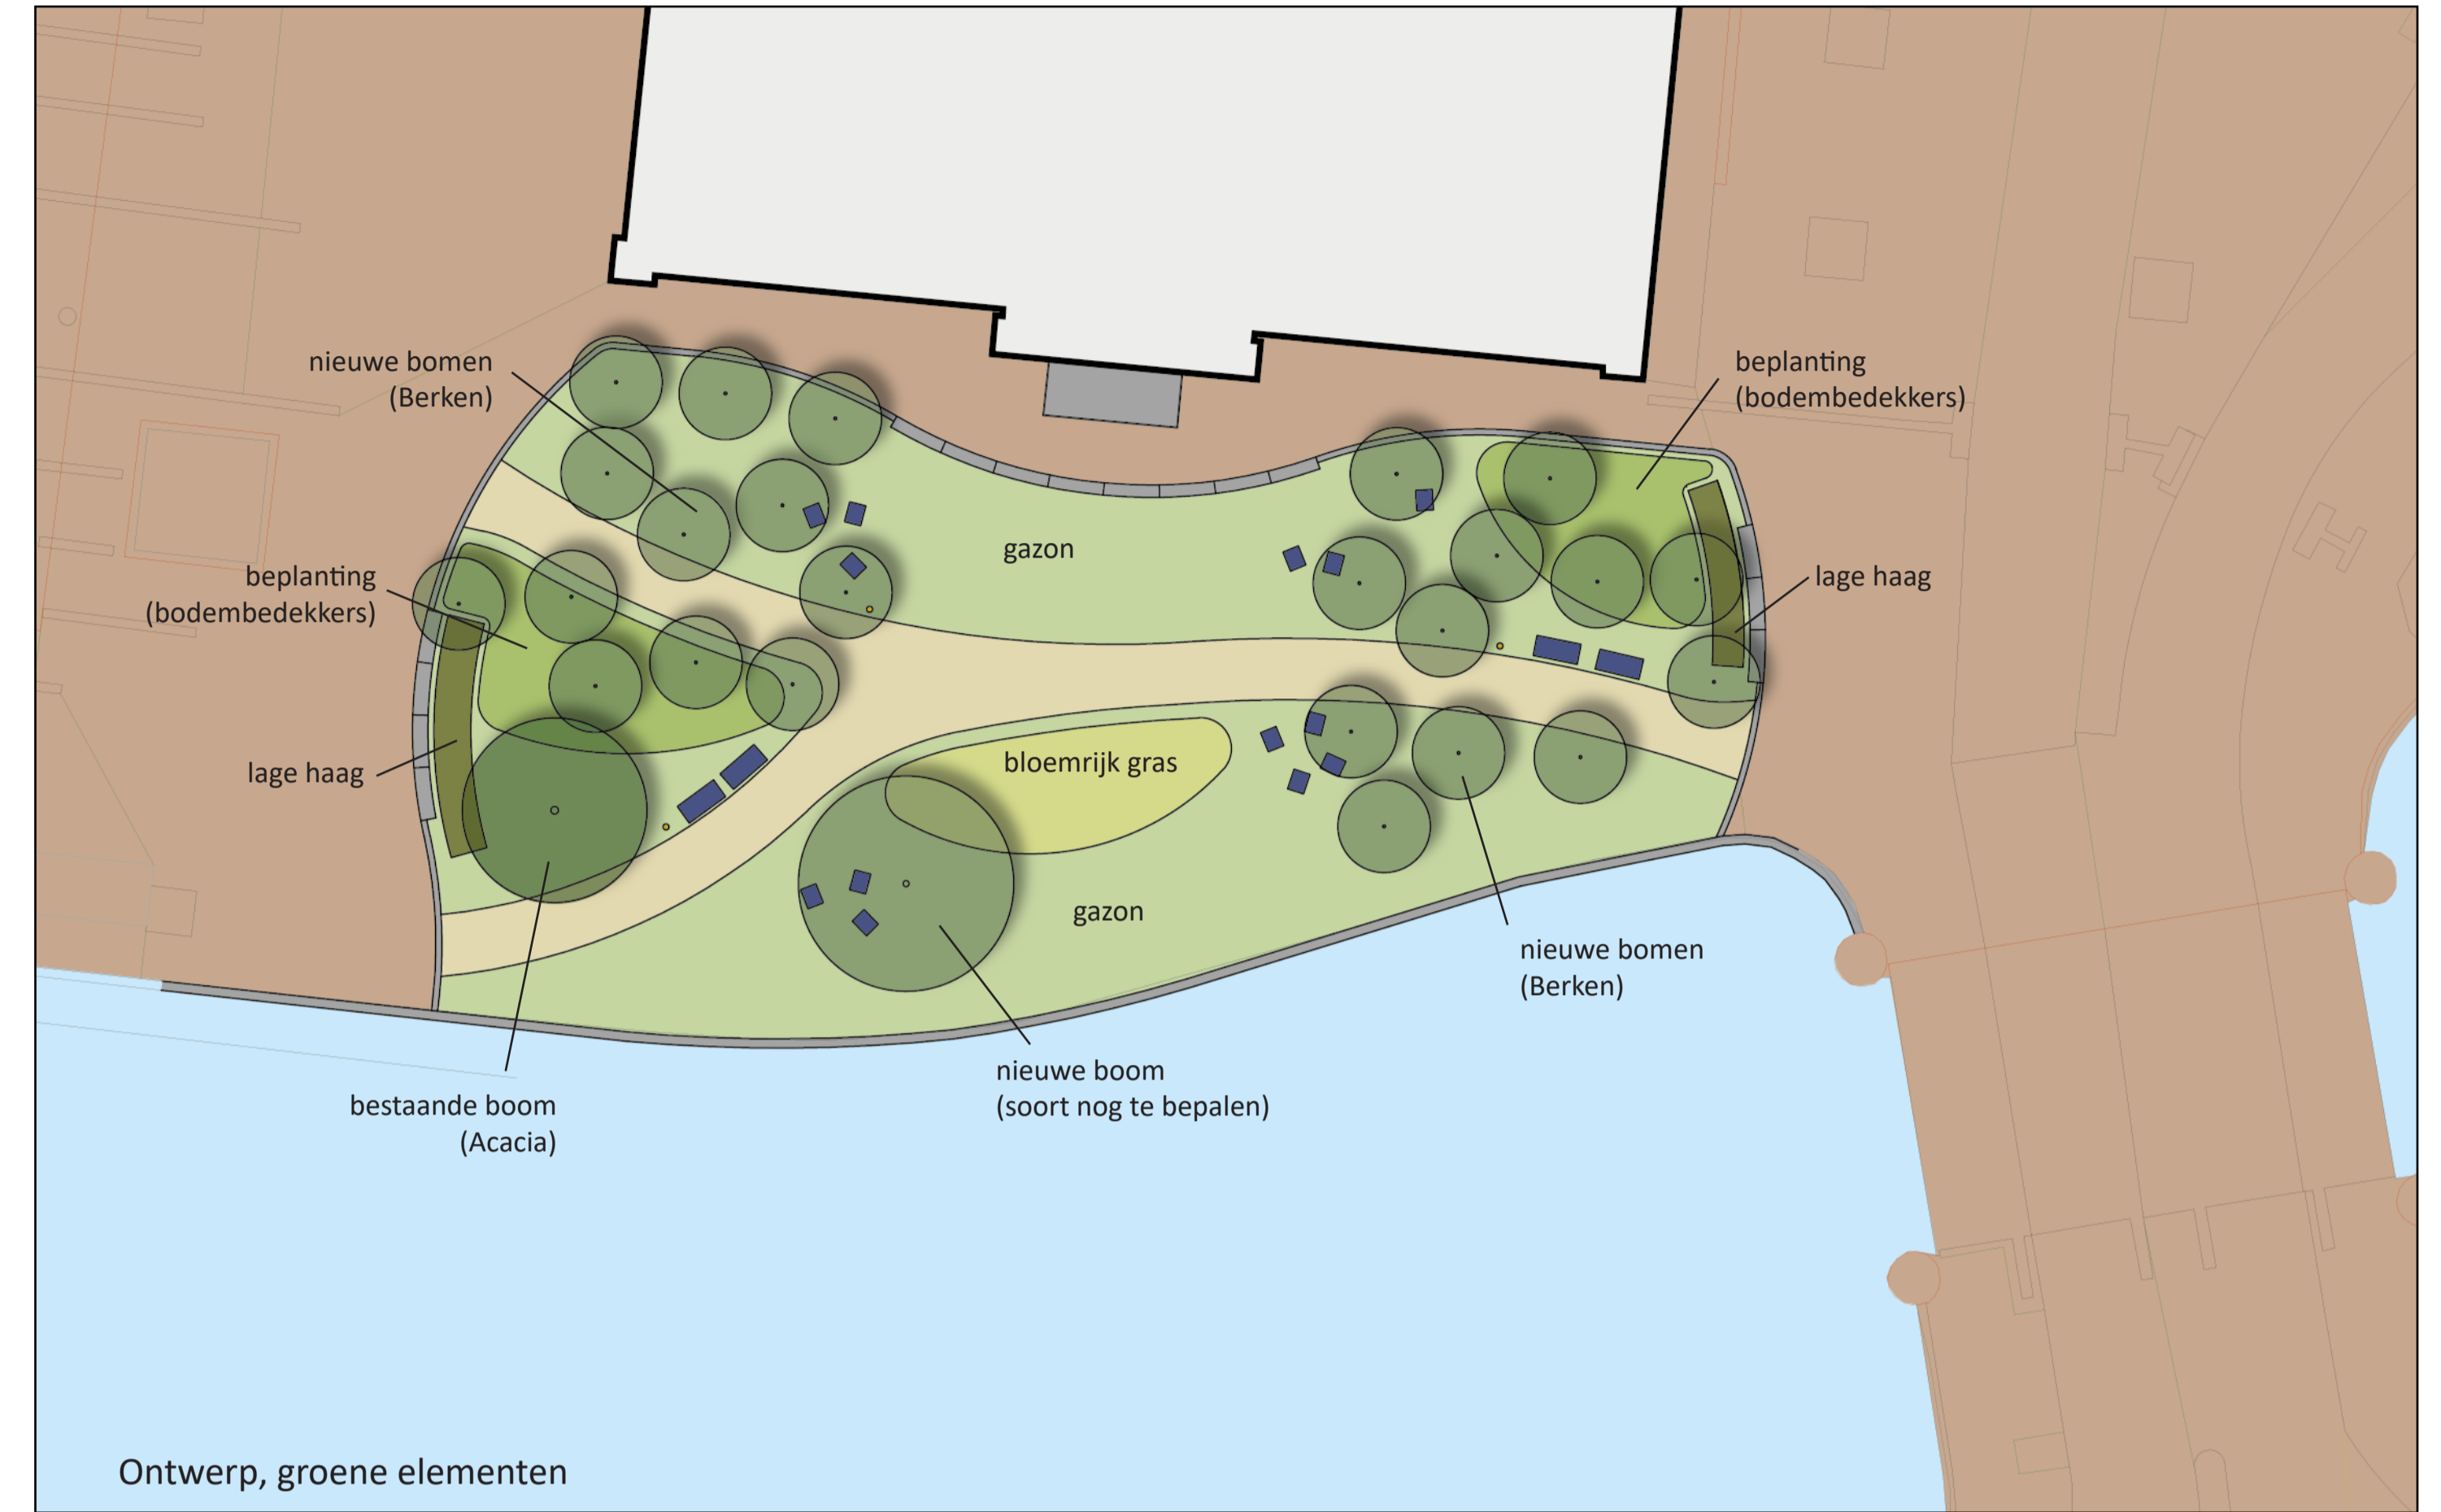 nieuwe bomen
(Berken)
beplanting
(bodembedekkers)
gazon
beplanting
(bodembedekkers)
lage haag
lage haag
bloemrijk gras
gazon
nieuwe bomen
(Berken)
nieuwe boom
(soort nog te bepalen)
bestaande boom
(Acacia)
Ontwerp, groene elementen